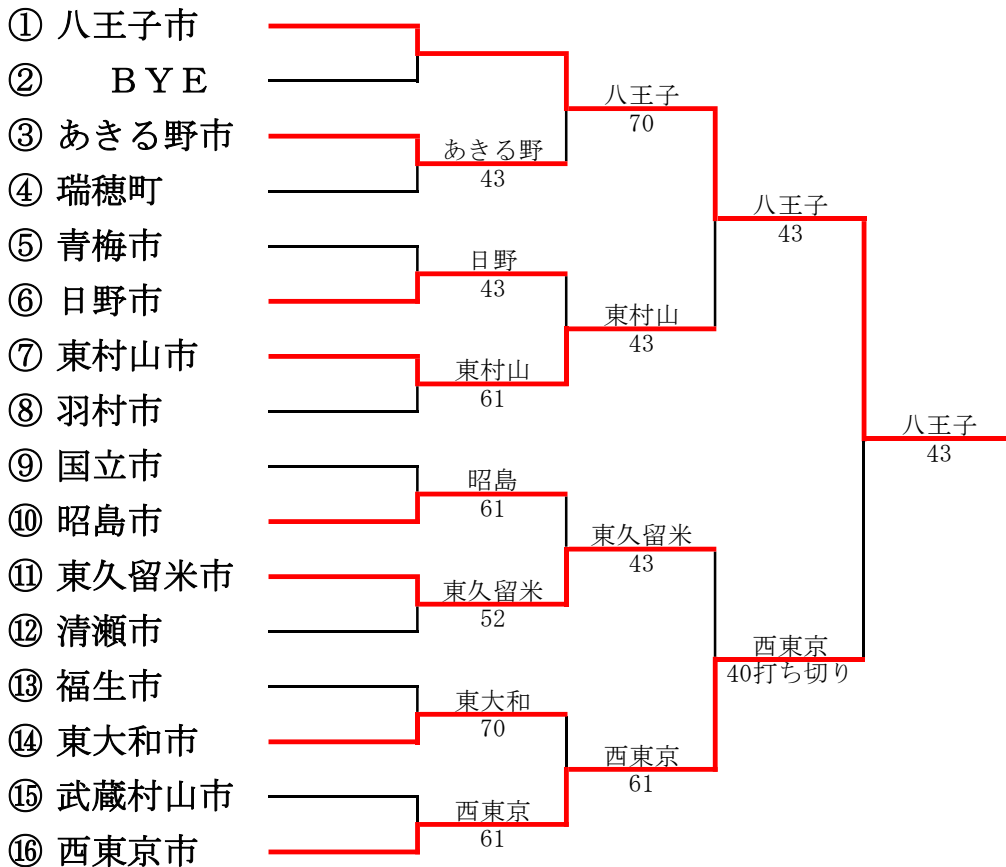 ① 八王子市
② ＢＹＥ
③ あきる野市
④ 瑞穂町
⑤ 青梅市
⑥ 日野市
⑦ 東村山市
⑧ 羽村市
⑨ 国立市
⑩ 昭島市
⑪ 東久留米市
⑫ 清瀬市
⑬ 福生市
⑭ 東大和市
⑮ 武蔵村山市
⑯ 西東京市
あきる野
43
日野
43
東村山
61
昭島
61
東久留米
52
東大和
70
西東京
61
八王子
70
東村山
43
東久留米
43
西東京
61
八王子
43
西東京
40打ち切り
八王子
43